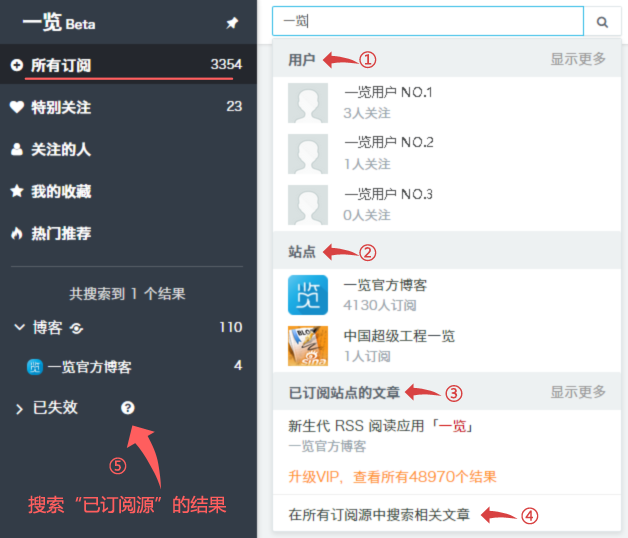 一览 Beta
所有订阅 3354
特别关注 23
关注的人
我的收藏
热门推荐
共搜索到 1 个结果
博客 110
览 一览官方博客 4
已失效 ?
⑤
搜索“已订阅源”的结果
一览
用户 ① 显示更多
一览用户 NO.1
3人关注
一览用户 NO.2
1人关注
一览用户 NO.3
0人关注
站点 ②
览
一览官方博客
4130人订阅
中国超级工程一览
1人订阅
已订阅站点的文章 ③ 显示更多
新生代 RSS 阅读应用「一览」
一览官方博客
升级VIP，查看所有48970个结果
在所有订阅源中搜索相关文章 ④